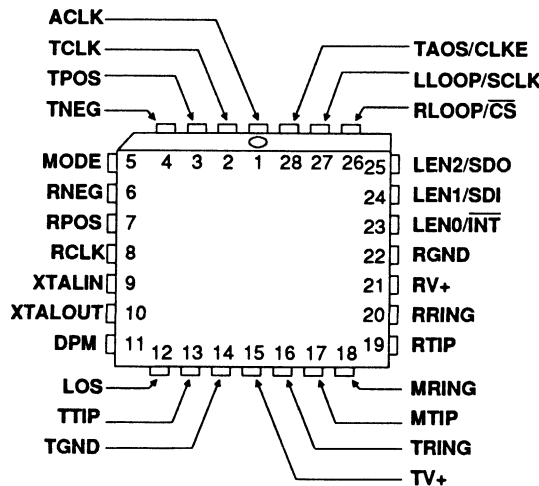 ACLK
TCLK
TPOS
TNEG
TAOS/CLKE
LLOOP/SCLK
RLOOP/C̅S̅
4 3 2 1 28 27 26
MODE 5
RNEG 6
RPOS 7
RCLK 8
XTALIN 9
XTALOUT 10
DPM 11
25 LEN2/SDO
24 LEN1/SDI
23 LEN0/I̅N̅T̅
22 RGND
21 RV+
20 RRING
19 RTIP
12 13 14 15 16 17 18
LOS
TTIP
TGND
MRING
MTIP
TRING
TV+